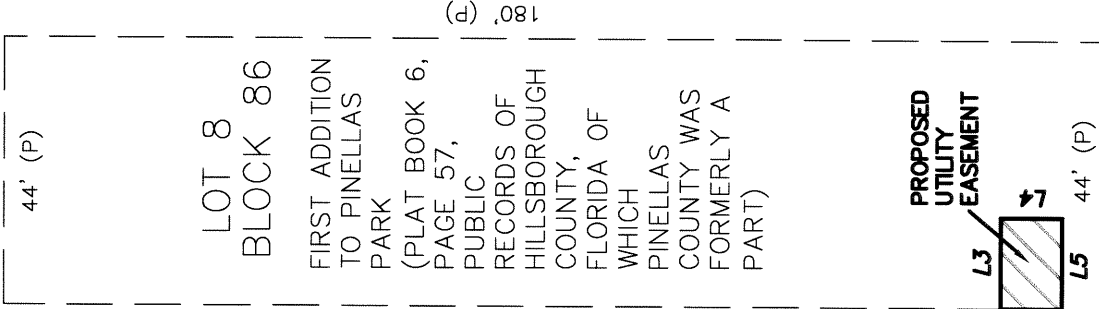 180' (P)
44' (P)
LOT 8
BLOCK 86
FIRST ADDITION
TO PINELLAS
PARK
(PLAT BOOK 6,
PAGE 57,
PUBLIC
RECORDS OF
HILLSBOROUGH
COUNTY,
FLORIDA OF
WHICH
PINELLAS
COUNTY WAS
FORMERLY A
PART)
PROPOSED
UTILITY
EASEMENT
L3
L4
L5
44' (P)